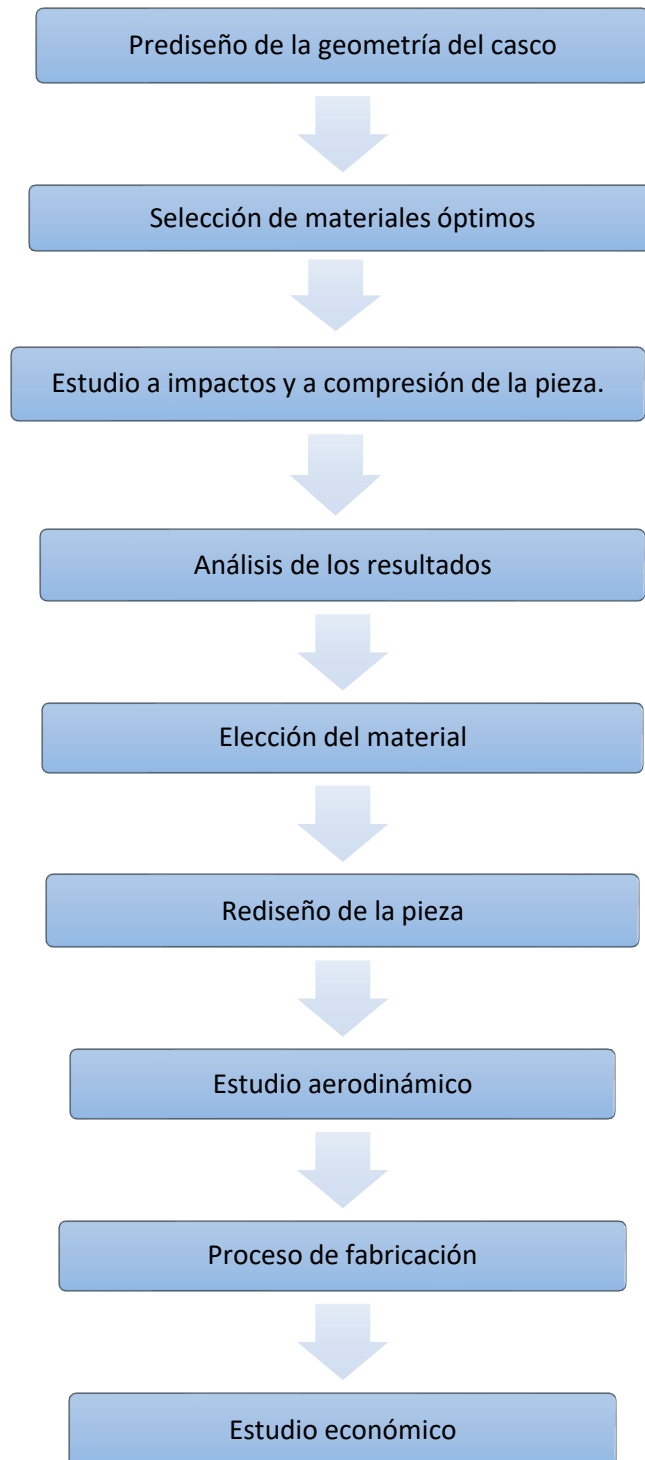 Prediseño de la geometría del casco
Selección de materiales óptimos
Estudio a impactos y a compresión de la pieza.
Análisis de los resultados
Elección del material
Rediseño de la pieza
Estudio aerodinámico
Proceso de fabricación
Estudio económico